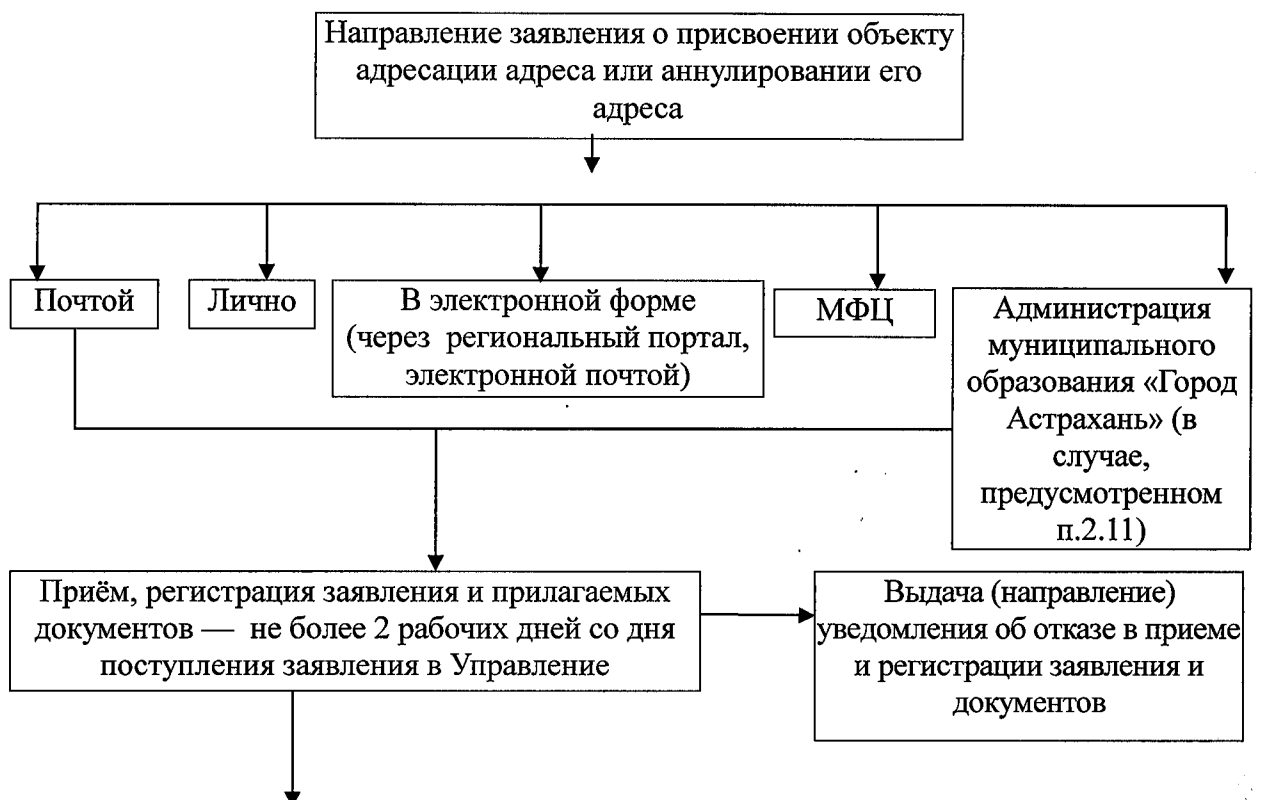 Направление заявления о присвоении объекту
адресации адреса или аннулировании его
адреса
Почтой
Лично
В электронной форме
(через региональный портал,
электронной почтой)
МФЦ
Администрация
муниципального
образования «Город
Астрахань» (в
случае,
предусмотренном
п.2.11)
Приём, регистрация заявления и прилагаемых
документов — не более 2 рабочих дней со дня
поступления заявления в Управление
Выдача (направление)
уведомления об отказе в приеме
и регистрации заявления и
документов